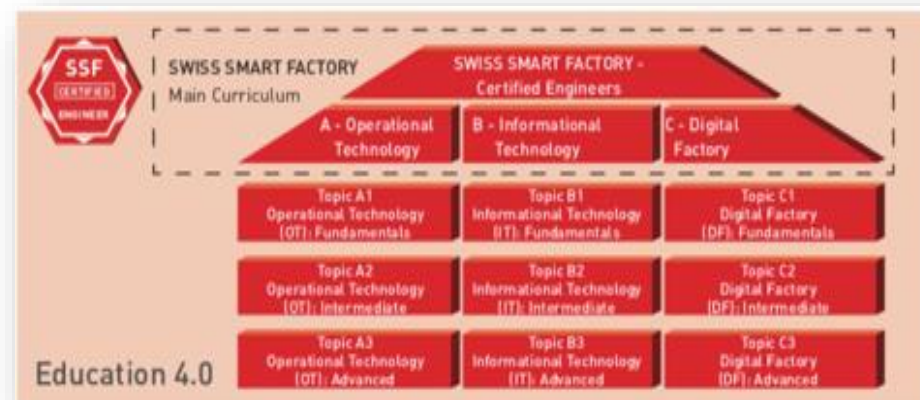 SSF
CERTIFIED
ENGINEER
SWISS SMART FACTORY
Main Curriculum
SWISS SMART FACTORY -
Certified Engineers
A - Operational
Technology
B - Informational
Technology
C - Digital
Factory
Topic A1
Operational Technology
(OT): Fundamentals
Topic B1
Informational Technology
(IT): Fundamentals
Topic C1
Digital Factory
(DF): Fundamentals
Topic A2
Operational Technology
(OT): Intermediate
Topic B2
Informational Technology
(IT): Intermediate
Topic C2
Digital Factory
(DF): Intermediate
Topic A3
Operational Technology
(OT): Advanced
Topic B3
Informational Technology
(IT): Advanced
Topic C3
Digital Factory
(DF): Advanced
Education 4.0